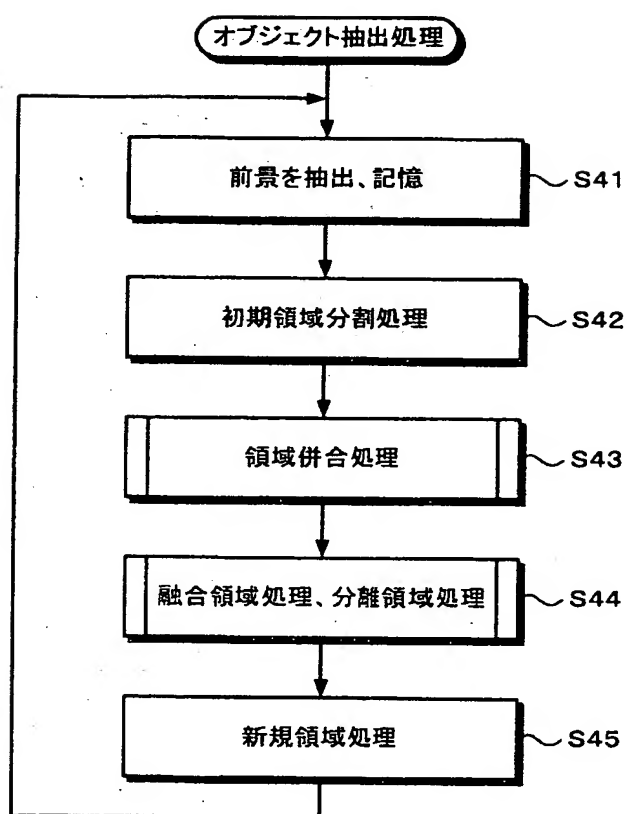 オブジェクト抽出処理
前景を抽出、記憶 S41
初期領域分割処理 S42
領域併合処理 S43
融合領域処理、分離領域処理 S44
新規領域処理 S45